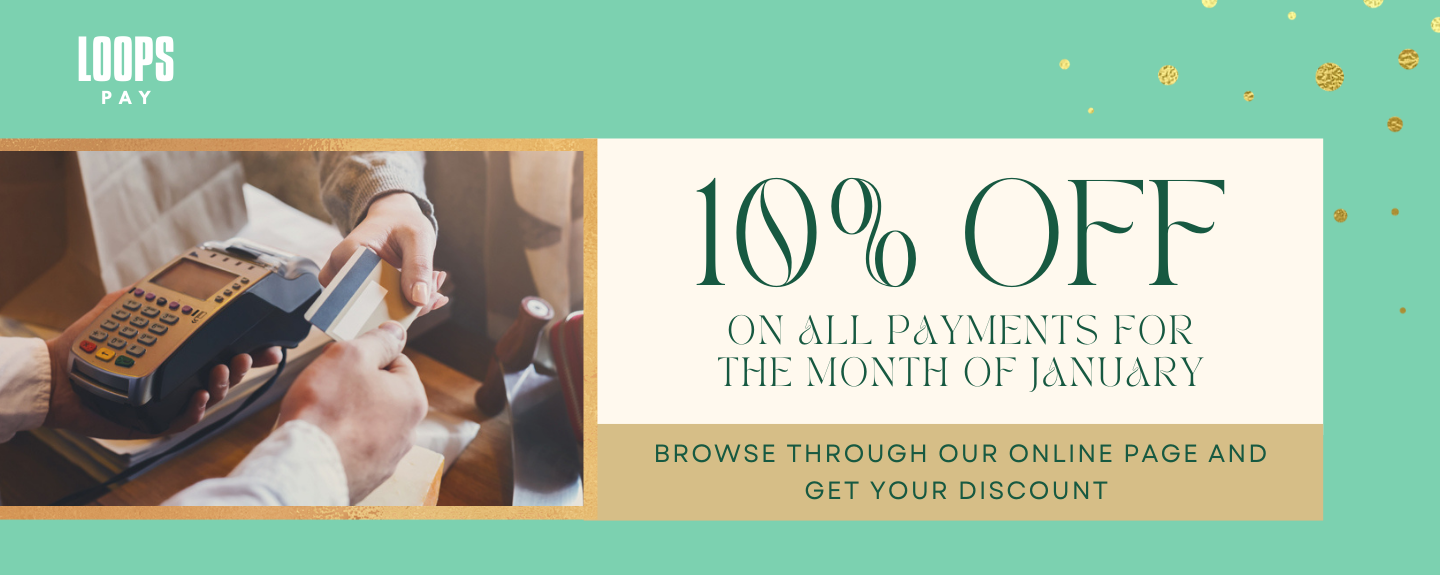 LOOPS
PAY
10% OFF
ON ALL PAYMENTS FOR
THE MONTH OF JANUARY
BROWSE THROUGH OUR ONLINE PAGE AND
GET YOUR DISCOUNT